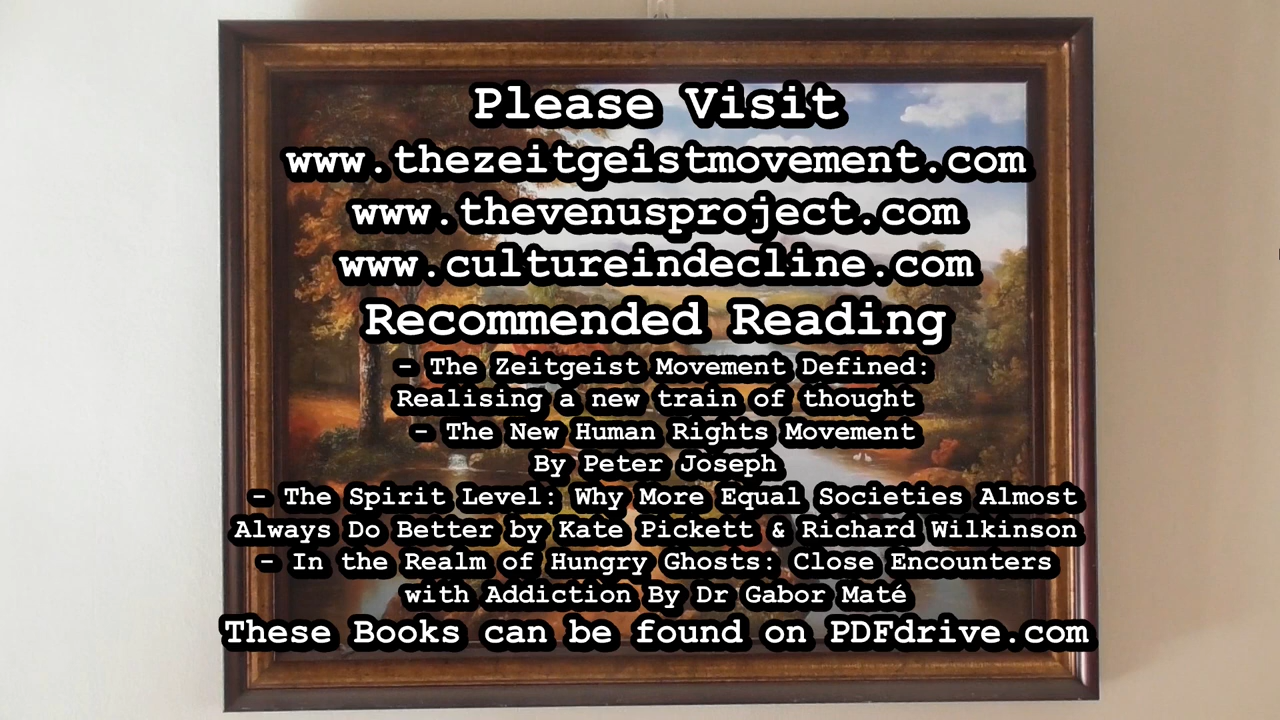 Please Visit
www.thezeitgeistmovement.com
www.thevenusproject.com
www.cultureindecline.com
Recommended Reading
- The Zeitgeist Movement Defined:
Realising a new train of thought
- The New Human Rights Movement
By Peter Joseph
- The Spirit Level: Why More Equal Societies Almost
Always Do Better by Kate Pickett & Richard Wilkinson
- In the Realm of Hungry Ghosts: Close Encounters
with Addiction By Dr Gabor Maté
These Books can be found on PDFdrive.com